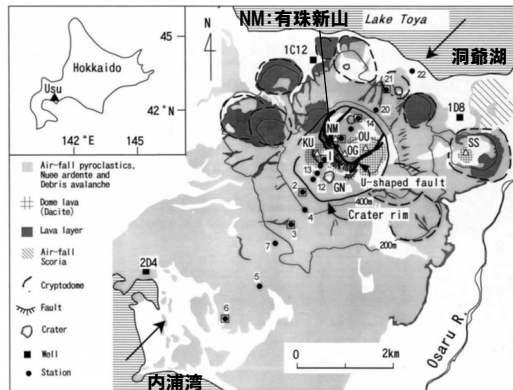 NM:有珠新山
Lake Toya
洞爺湖
N
45
42°N
142°E
145
Hokkaido
Usu
1C12
1D8
2D4
22
21
20
14
NM
KU
OU
OG
I
SS
13
12
GN
U-shaped fault
400m
Crater rim
200m
2
4
3
7
5
6
Air-fall pyroclastics,
Nuee ardente and
Debris avalanche
Dome lava
(Dacite)
Lava layer
Air-fall
Scoria
Cryptodome
Fault
Crater
Well
Station
0
2km
Osaru R.
内浦湾